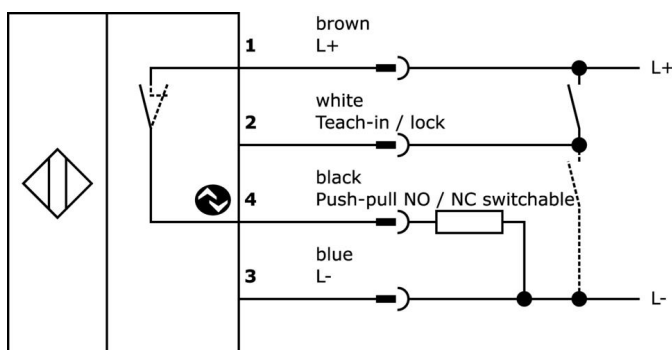 1
brown
L+
L+
2
white
Teach-in / lock
4
black
Push-pull NO / NC switchable
3
blue
L-
L-